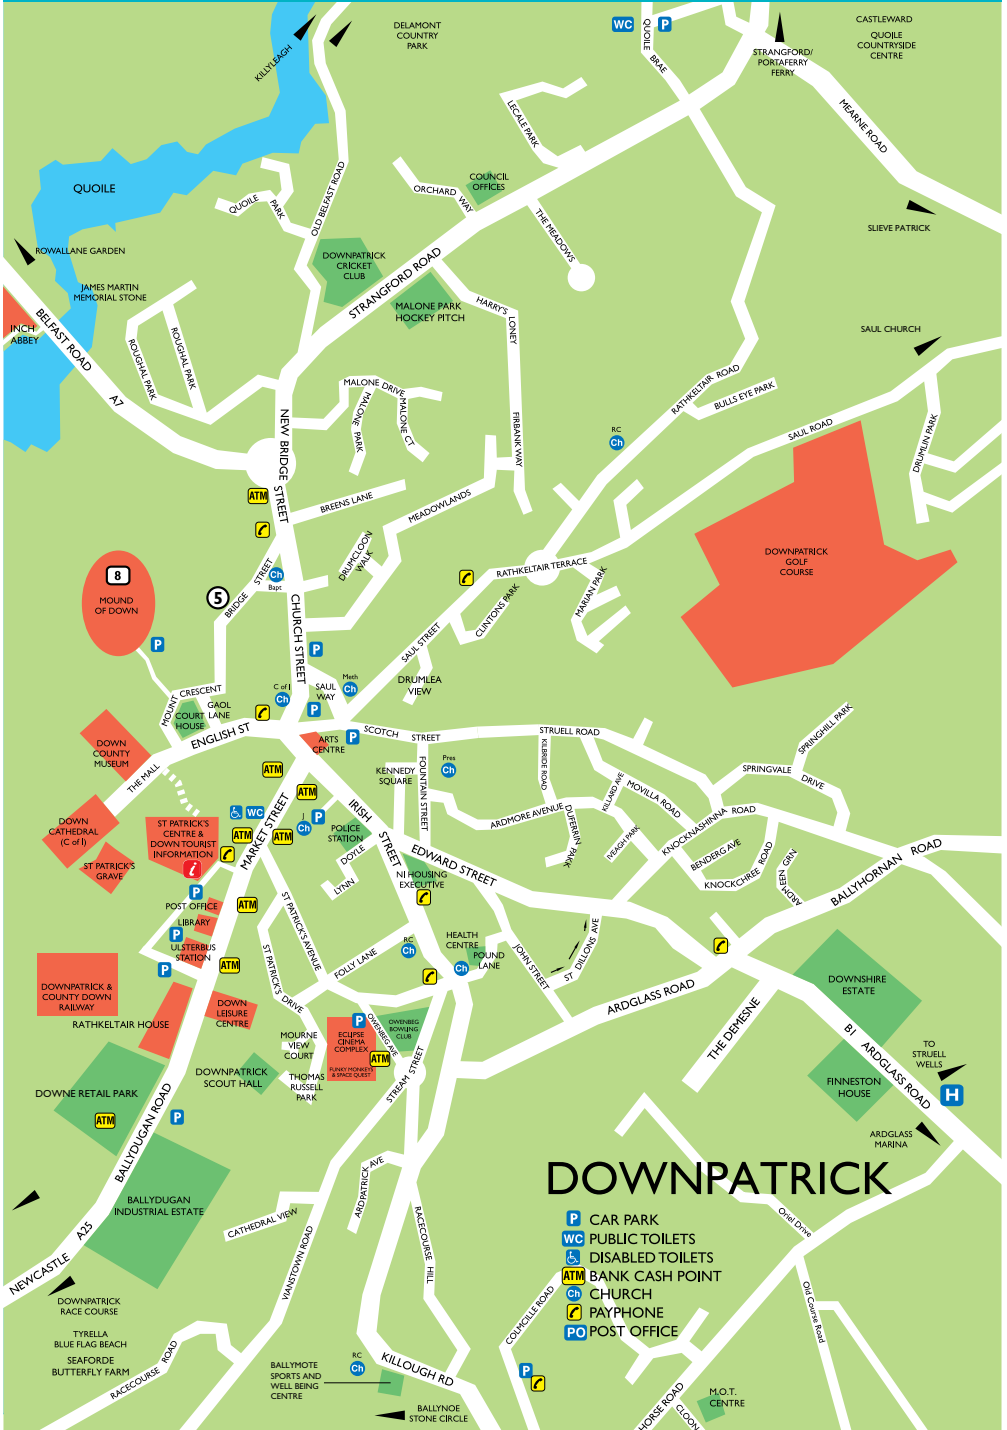 DELAMONT
COUNTRY
PARK
KILLYLEAGH
WC
P
QUOILE
BRAE
STRANGFORD/
PORTAFERRY
FERRY
CASTLEWARD
QUOILE
COUNTRYSIDE
CENTRE
MEARNE ROAD
LECALE PARK
COUNCIL
OFFICES
ORCHARD
WAY
THE MEADOWS
QUOILE
QUOILE
PARK
OLD BELFAST ROAD
SLIEVE PATRICK
ROWALLANE GARDEN
DOWNPATRICK
CRICKET
CLUB
STRANGFORD ROAD
JAMES MARTIN
MEMORIAL STONE
MALONE PARK
HOCKEY PITCH
HARRY'S
LONEY
INCH
ABBEY
BELFAST ROAD
A7
ROUGHAL PARK
ROUGHAL PARK
SAUL CHURCH
MALONE DRIVE
MALONE
PARK
MALONE CT
RATHKELTAIR ROAD
BULLS EYE PARK
NEW BRIDGE
STREET
FIRBANK WAY
RC
Ch
SAUL ROAD
DRUMLIN PARK
ATM
BREENS LANE
MEADOWLANDS
DRUMCLOON
WALK
DOWNPATRICK
GOLF
COURSE
8
MOUND
OF DOWN
5
BRIDGE
STREET
Ch
Bapt
CHURCH STREET
RATHKELTAIR TERRACE
CLINTONS PARK
MARIAN PARK
SAUL STREET
DRUMLEA
VIEW
P
P
MOUNT
CRESCENT
COURT
HOUSE
GAOL
LANE
C of I
Ch
SAUL
WAY
Meth
Ch
P
ENGLISH ST
ARTS
CENTRE
P
SCOTCH
STREET
STRUELL ROAD
SPRINGHILL PARK
DOWN
COUNTY
MUSEUM
THE MALL
ATM
ATM
KENNEDY
SQUARE
FOUNTAIN STREET
Pres
Ch
KILBRIDE ROAD
KILLARD AVE
MOVILLA ROAD
SPRINGVALE
DRIVE
DOWN
CATHEDRAL
(C of I)
ST PATRICK'S
CENTRE &
DOWN TOURIST
INFORMATION
i
WC
ATM
ATM
MARKET STREET
Ch
P
IRISH
STREET
POLICE
STATION
ARDMORE AVENUE
DUFFERIN
PARK
IVEAGH PARK
KNOCKNASHINNA
ROAD
BENDERG AVE
KNOCKCHREE
ROAD
ARDMEEN GRN
BALLYHORNAN
ROAD
ST PATRICK'S
GRAVE
DOYLE
LYNN
EDWARD STREET
NI HOUSING
EXECUTIVE
P
POST OFFICE
LIBRARY
ULSTERBUS
STATION
P
P
ATM
ATM
ST PATRICK'S AVENUE
ST PATRICK'S
DRIVE
FOLLY LANE
RC
Ch
HEALTH
CENTRE
POUND
LANE
Ch
JOHN STREET
ST
DILLONS AVE
ARDGLASS ROAD
DOWNSHIRE
ESTATE
DOWNPATRICK &
COUNTY DOWN
RAILWAY
RATHKELTAIR HOUSE
DOWN
LEISURE
CENTRE
MOURNE
VIEW
COURT
P
ECLIPSE
CINEMA
COMPLEX
FUNKY MONKEYS
& SPACE QUEST
OWENBEG AVE
OWENBEG
BOWLING
CLUB
ATM
STREAM STREET
THE DEMESNE
B1
ARDGLASS ROAD
TO
STRUELL
WELLS
H
FINNESTON
HOUSE
DOWNPATRICK
SCOUT HALL
THOMAS
RUSSELL
PARK
DOWNE RETAIL PARK
ATM
P
BALLYDUGAN ROAD
ARDGLASS
MARINA
BALLYDUGAN
INDUSTRIAL ESTATE
ARDPATRICK AVE
CATHEDRAL VIEW
VIANSTOWN ROAD
RACECOURSE
HILL
NEWCASTLE
A25
DOWNPATRICK
RACE COURSE
TYRELLA
BLUE FLAG BEACH
SEAFORDE
BUTTERFLY FARM
RACECOURSE
ROAD
BALLYMOTE
SPORTS AND
WELL BEING
CENTRE
RC
Ch
KILLOUGH RD
BALLYNOE
STONE CIRCLE
DOWNPATRICK
P CAR PARK
WC PUBLIC TOILETS
DISABLED TOILETS
ATM BANK CASH POINT
Ch CHURCH
PAYPHONE
PO POST OFFICE
COLMCILLE ROAD
P
Oriel Drive
Old Course Road
M.O.T.
CENTRE
HORSE ROAD
CLOON